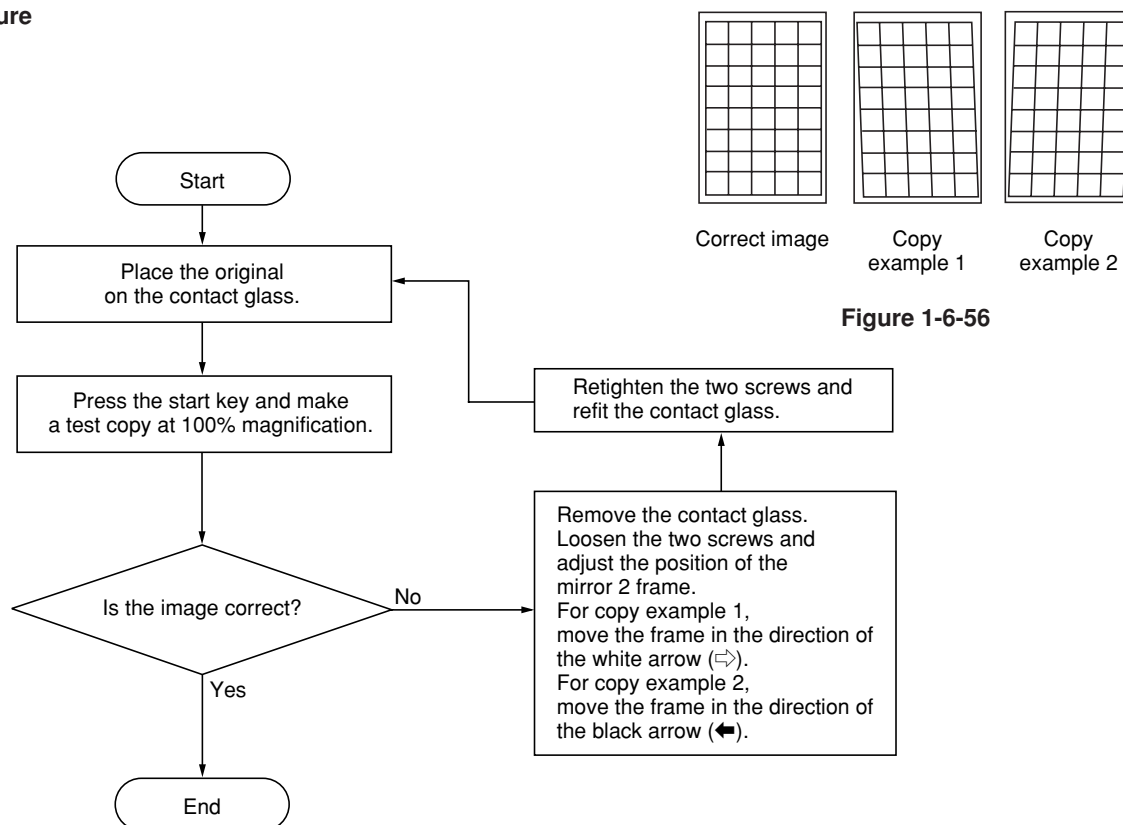 ure
Correct image
Copy
example 1
Copy
example 2
Figure 1-6-56
Start
Place the original
on the contact glass.
Press the start key and make
a test copy at 100% magnification.
Is the image correct?
No
Yes
End
Remove the contact glass.
Loosen the two screws and
adjust the position of the
mirror 2 frame.
For copy example 1,
move the frame in the direction of
the white arrow (⇨).
For copy example 2,
move the frame in the direction of
the black arrow (⬅).
Retighten the two screws and
refit the contact glass.